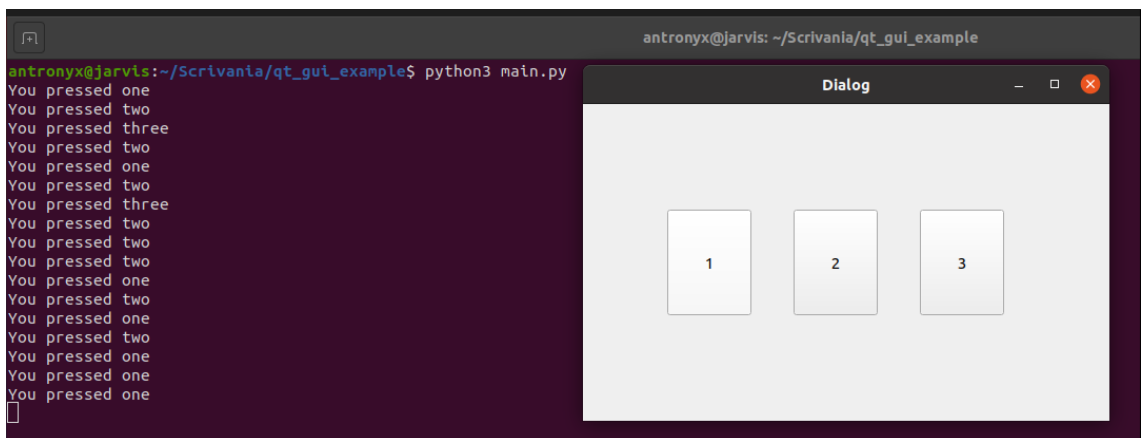 antronyx@jarvis: ~/Scrivania/qt_gui_example
antronyx@jarvis:~/Scrivania/qt_gui_example$ python3 main.py
You pressed one
You pressed two
You pressed three
You pressed two
You pressed one
You pressed two
You pressed three
You pressed two
You pressed two
You pressed two
You pressed one
You pressed two
You pressed one
You pressed two
You pressed one
You pressed one
You pressed one
Dialog
1 2 3